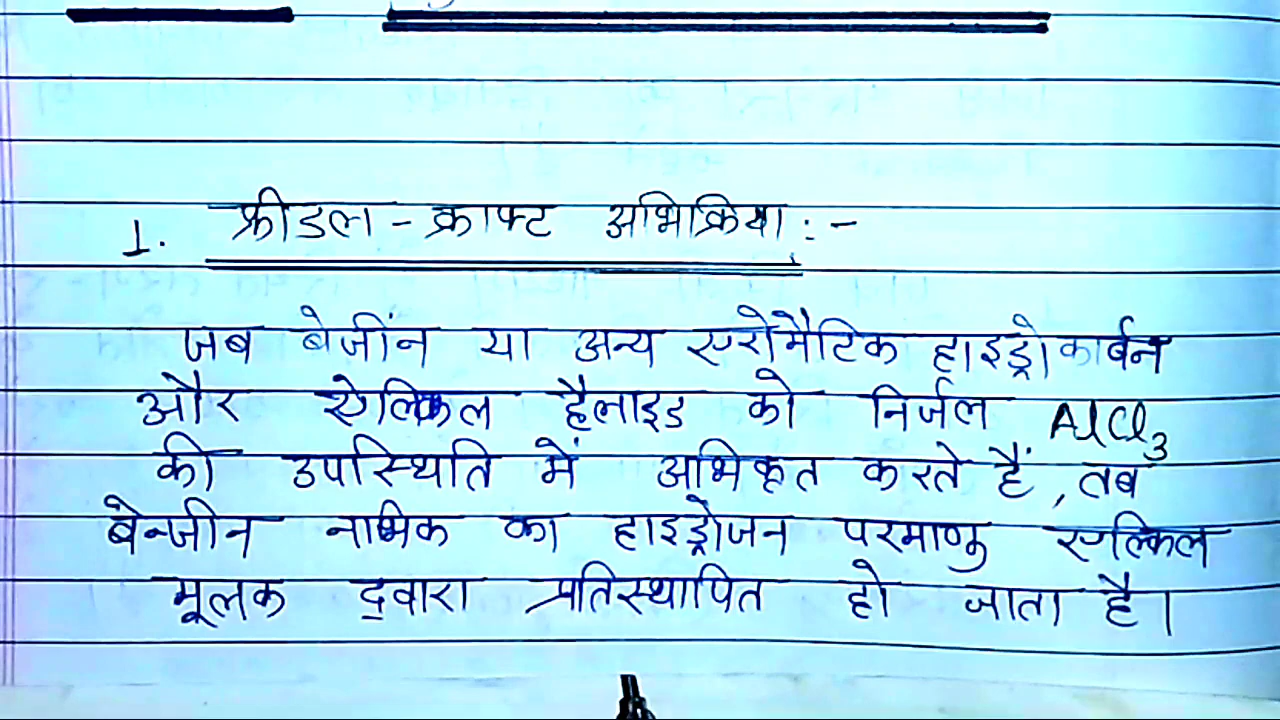 1. फ्रीडल - क्राफ्ट अभिक्रिया : -
जब बेजींन या अन्य एरोमैटिक हाइड्रोकार्बन
और ऐल्किल हैलाइड को निर्जल AlCl₃
की उपस्थिति में अभिकृत करते हैं , तब
बेन्जीन नाभिक का हाइड्रोजन परमाणु एल्किल
मूलक द्वारा प्रतिस्थापित हो जाता है।